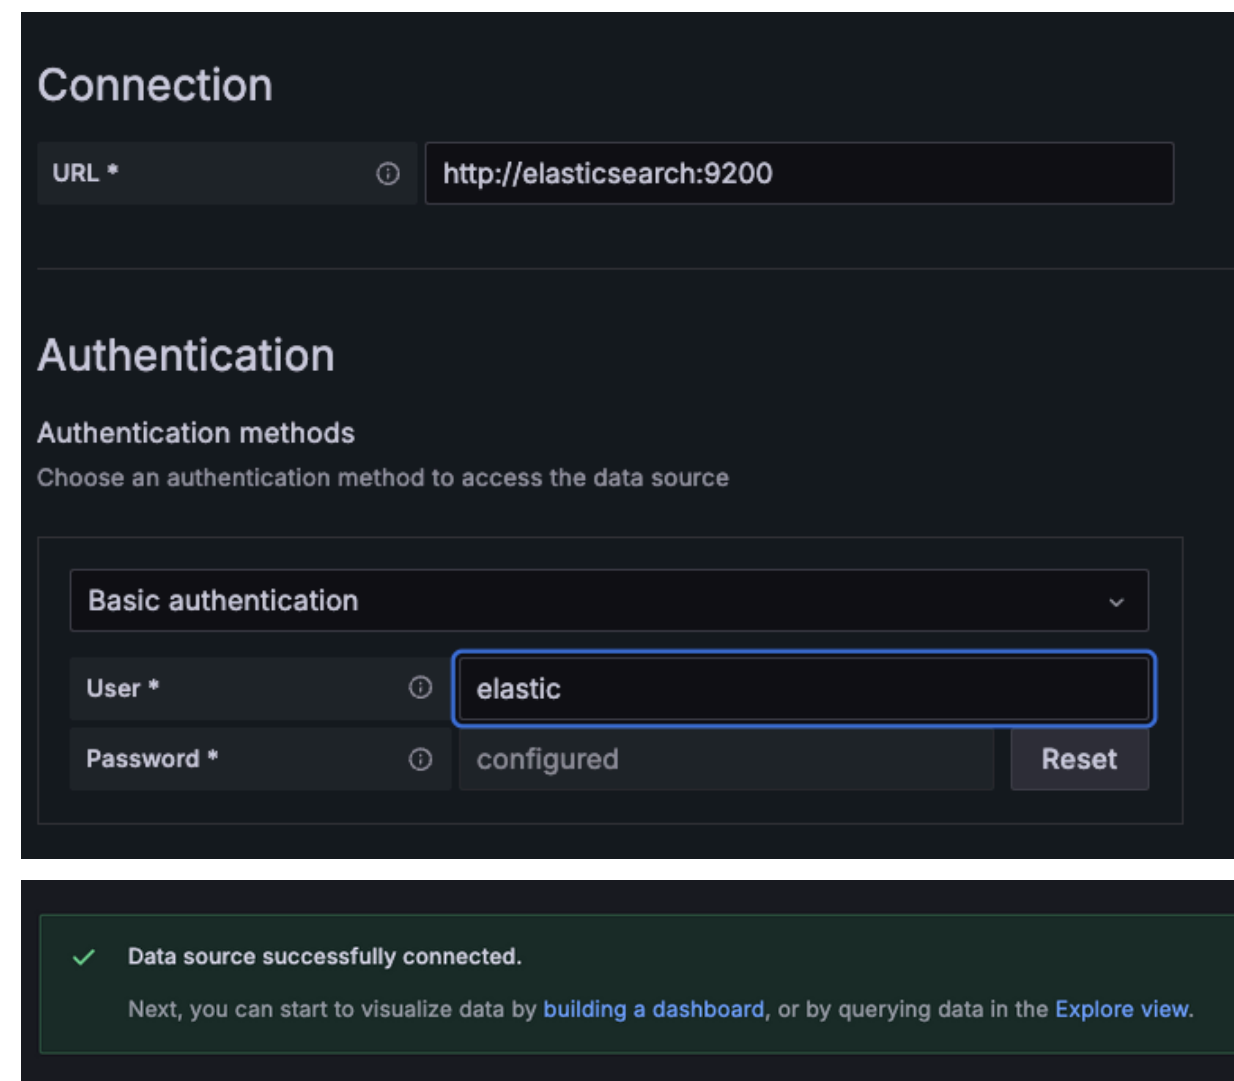 Connection
URL * http://elasticsearch:9200
Authentication
Authentication methods
Choose an authentication method to access the data source
Basic authentication
User * elastic
Password * configured Reset
Data source successfully connected.
Next, you can start to visualize data by building a dashboard, or by querying data in the Explore view.